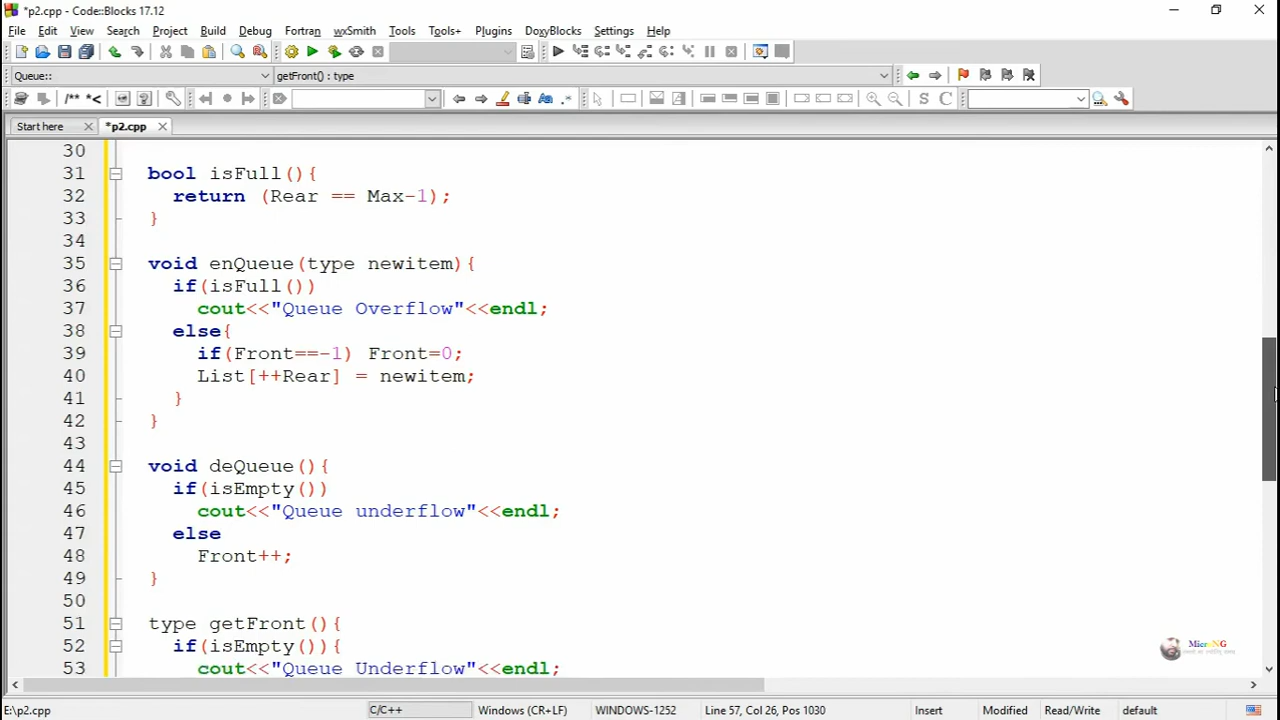 *p2.cpp - Code::Blocks 17.12
File Edit View Search Project Build Debug Fortran wxSmith Tools Tools+ Plugins DoxyBlocks Settings Help
Queue:: getFront() : type
/** *<
S C
Start here *p2.cpp
30
31 bool isFull(){
32 return (Rear == Max-1);
33 }
34
35 void enQueue(type newitem){
36 if(isFull())
37 cout<<"Queue Overflow"<<endl;
38 else{
39 if(Front==-1) Front=0;
40 List[++Rear] = newitem;
41 }
42 }
43
44 void deQueue(){
45 if(isEmpty())
46 cout<<"Queue underflow"<<endl;
47 else
48 Front++;
49 }
50
51 type getFront(){
52 if(isEmpty()){
53 cout<<"Queue Underflow"<<endl;
MicroNG
E:\p2.cpp C/C++ Windows (CR+LF) WINDOWS-1252 Line 57, Col 26, Pos 1030 Insert Modified Read/Write default